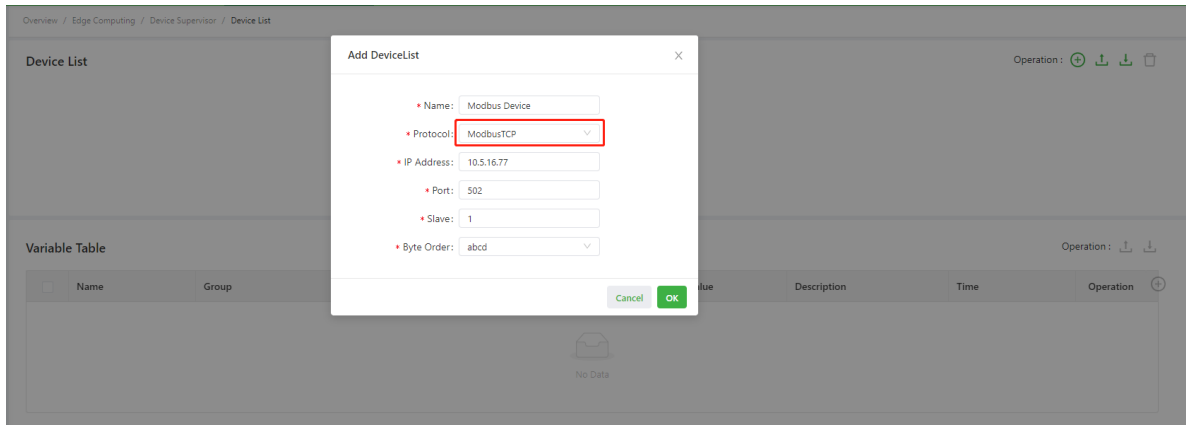 Overview / Edge Computing / Device Supervisor / Device List
Add DeviceList
Device List
Operation :
* Name: Modbus Device
* Protocol: ModbusTCP
* IP Address: 10.5.16.77
* Port: 502
* Slave: 1
* Byte Order: abcd
Variable Table
Operation :
Name Group lue Description Time Operation
Cancel OK
No Data